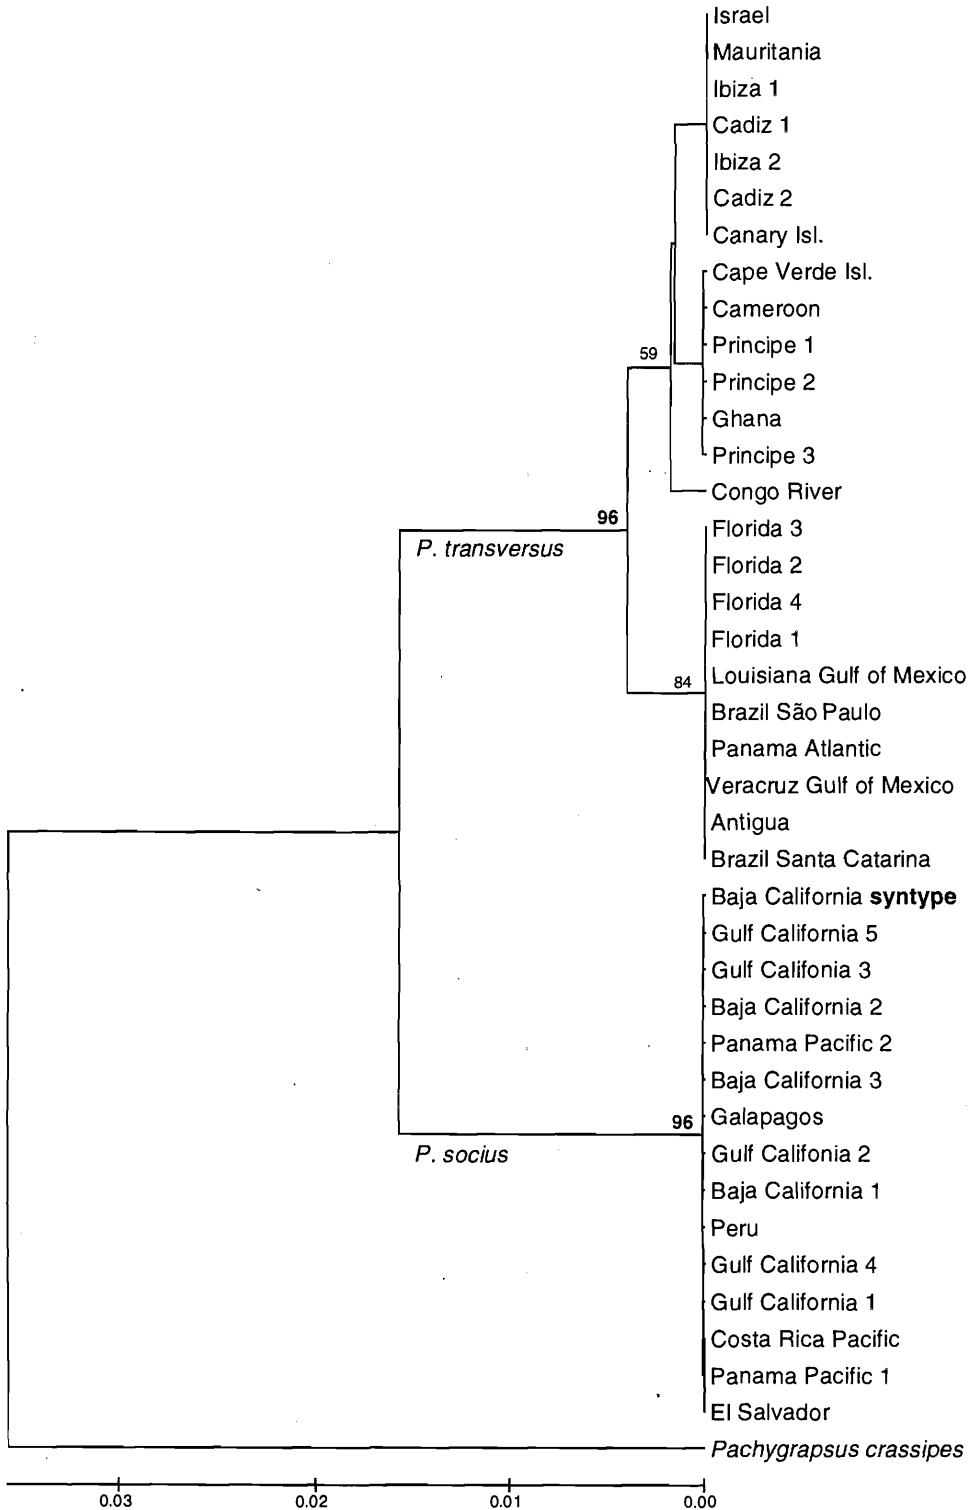 Israel
Mauritania
Ibiza 1
Cadiz 1
Ibiza 2
Cadiz 2
Canary Isl.
Cape Verde Isl.
Cameroon
Principe 1
59
Principe 2
Ghana
Principe 3
Congo River
96
Florida 3
P. transversus
Florida 2
Florida 4
Florida 1
Louisiana Gulf of Mexico
84
Brazil São Paulo
Panama Atlantic
Veracruz Gulf of Mexico
Antigua
Brazil Santa Catarina
Baja California syntype
Gulf California 5
Gulf Califonia 3
Baja California 2
Panama Pacific 2
Baja California 3
Galapagos
96
P. socius
Gulf Califonia 2
Baja California 1
Peru
Gulf California 4
Gulf California 1
Costa Rica Pacific
Panama Pacific 1
El Salvador
Pachygrapsus crassipes
0.03 0.02 0.01 0.00